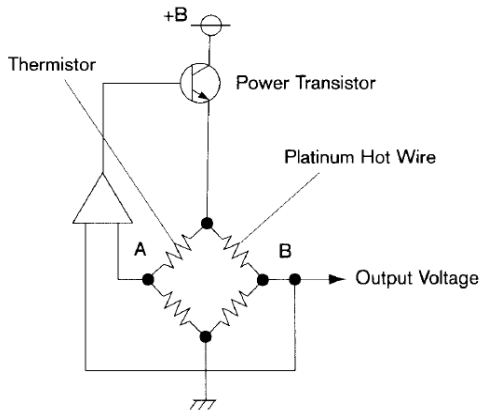 +B
Thermistor
Power Transistor
Platinum Hot Wire
A
B
Output Voltage